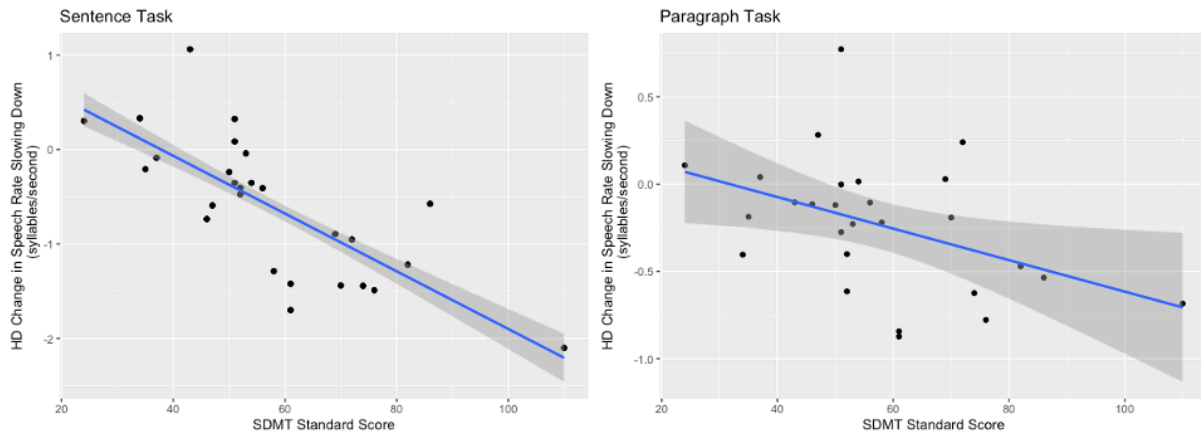 Sentence Task
HD Change in Speech Rate Slowing Down
(syllables/second)
1
0
-1
-2
20
40
60
80
100
SDMT Standard Score
Paragraph Task
HD Change in Speech Rate Slowing Down
(syllables/second)
0.5
0.0
-0.5
-1.0
20
40
60
80
100
SDMT Standard Score